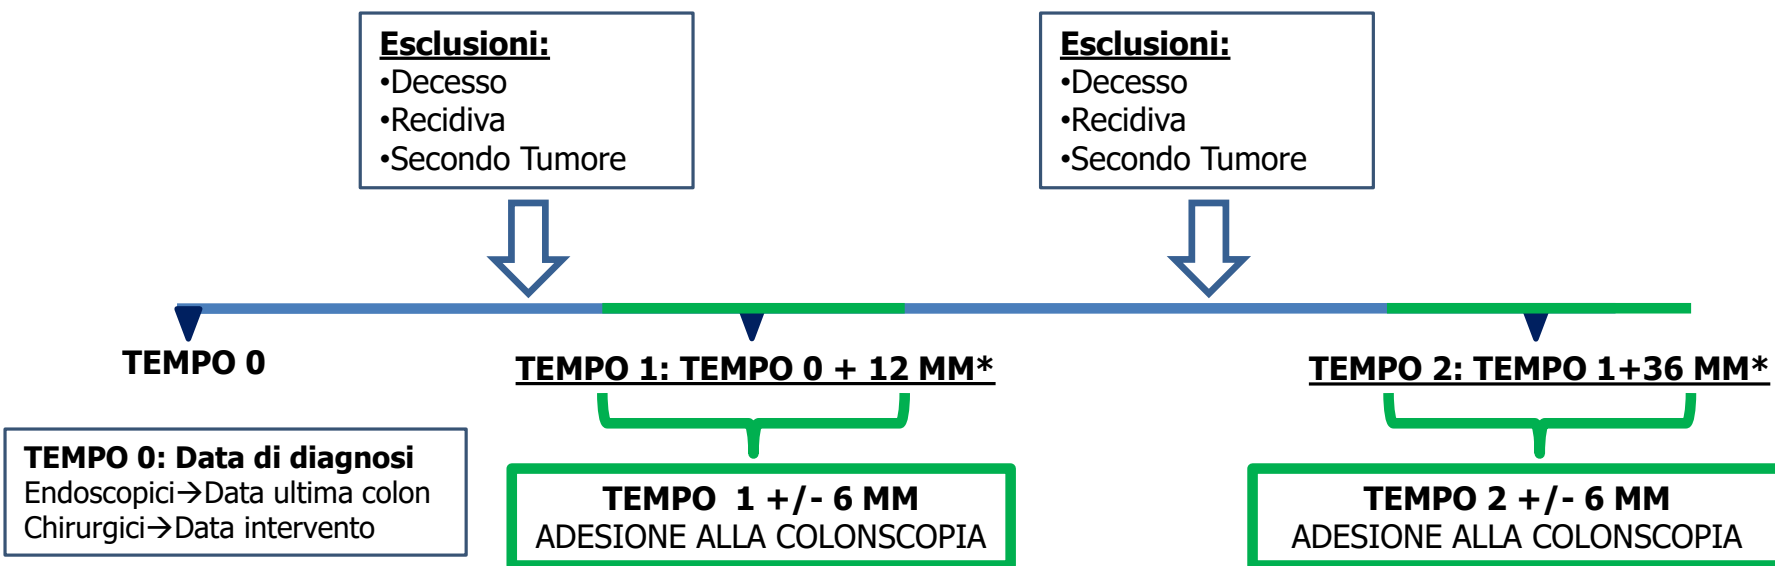 Esclusioni:
•Decesso
•Recidiva
•Secondo Tumore
Esclusioni:
•Decesso
•Recidiva
•Secondo Tumore
TEMPO 0
TEMPO 1: TEMPO 0 + 12 MM*
TEMPO 2: TEMPO 1+36 MM*
TEMPO 0: Data di diagnosi
Endoscopici→Data ultima colon
Chirurgici→Data intervento
TEMPO 1 +/- 6 MM
ADESIONE ALLA COLONSCOPIA
TEMPO 2 +/- 6 MM
ADESIONE ALLA COLONSCOPIA